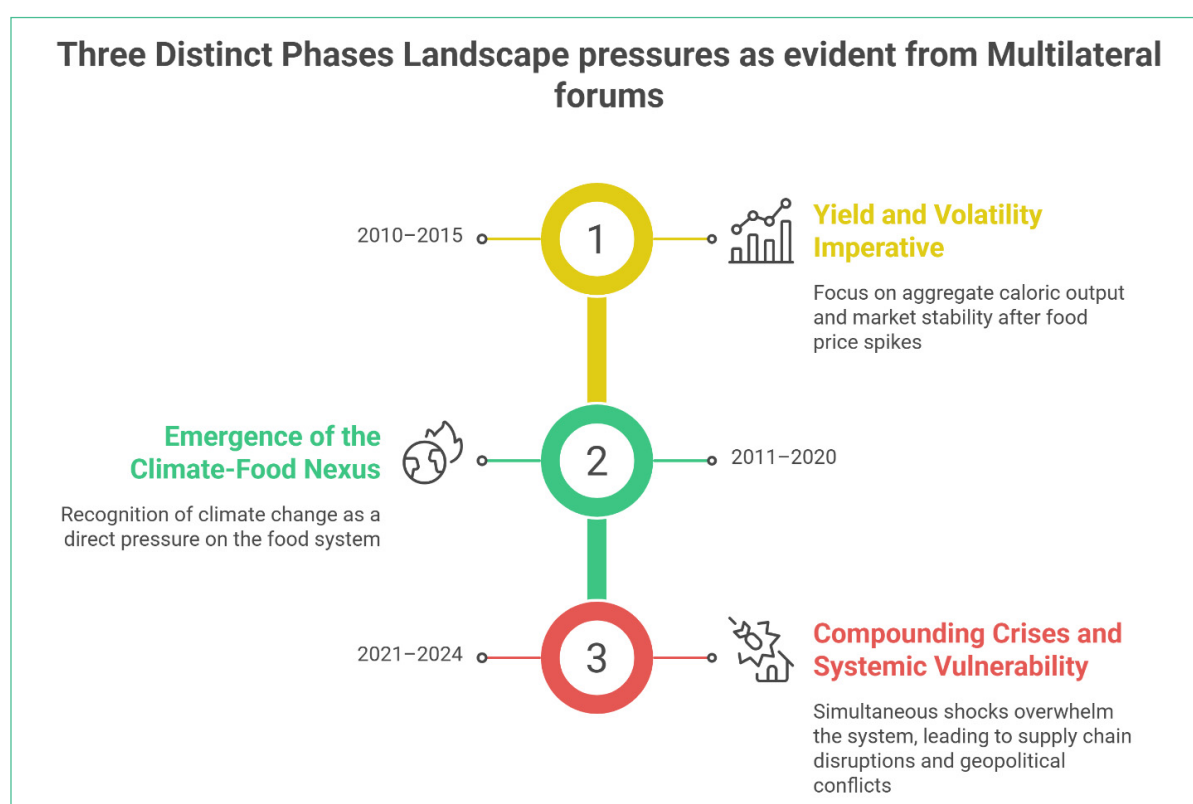 Three Distinct Phases Landscape pressures as evident from Multilateral
forums
2010–2015
1
Yield and Volatility
Imperative
Focus on aggregate caloric output
and market stability after food
price spikes
Emergence of the
Climate-Food Nexus
Recognition of climate change as a
direct pressure on the food system
2
2011–2020
2021–2024
3
Compounding Crises and
Systemic Vulnerability
Simultaneous shocks overwhelm
the system, leading to supply chain
disruptions and geopolitical
conflicts